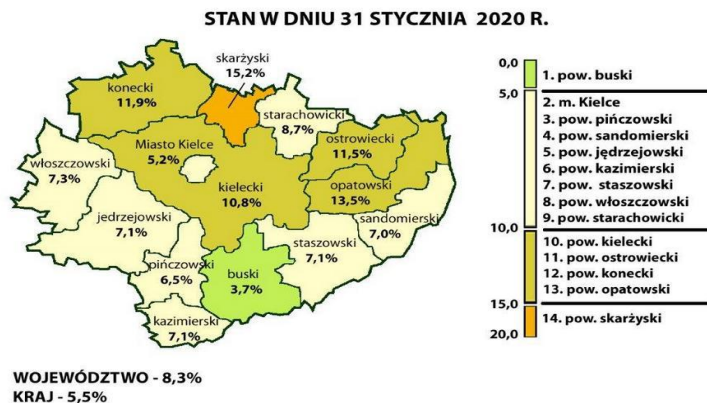 STAN W DNIU 31 STYCZNIA 2020 R.
skarżyski
15,2%
konecki
11,9%
starachowicki
8,7%
Miasto Kielce
5,2%
ostrowiecki
11,5%
włoszczowski
7,3%
kielecki
10,8%
opatowski
13,5%
jedrzejowski
7,1%
sandomierski
7,0%
staszowski
7,1%
pińczowski
6,5%
buski
3,7%
kazimierski
7,1%
0,0
1. pow. buski
5,0
2. m. Kielce
3. pow. pińczowski
4. pow. sandomierski
5. pow. jędrzejowski
6. pow. kazimierski
7. pow. staszowski
8. pow. włoszczowski
9. pow. starachowicki
10,0
10. pow. kielecki
11. pow. ostrowiecki
12. pow. konecki
13. pow. opatowski
15,0
14. pow. skarżyski
20,0
WOJEWÓDZTWO - 8,3%
KRAJ - 5,5%